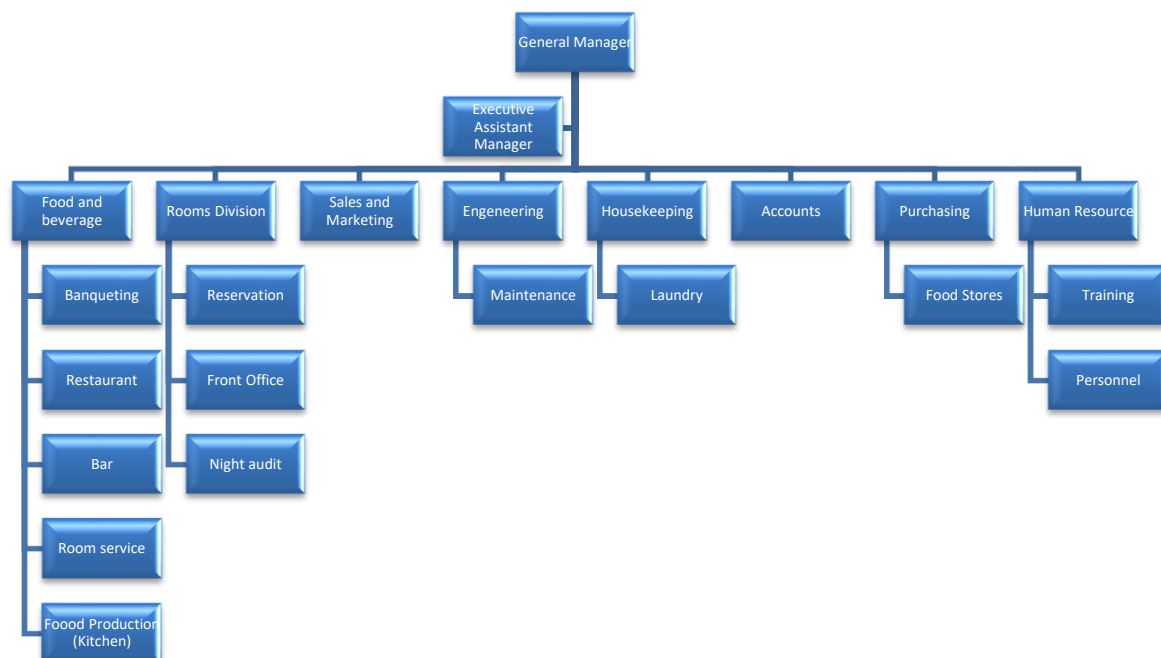 General Manager
Executive
Assistant
Manager
Food and
beverage
Rooms Division
Sales and
Marketing
Engeneering
Housekeeping
Accounts
Purchasing
Human Resource
Banqueting
Reservation
Maintenance
Laundry
Food Stores
Training
Restaurant
Front Office
Personnel
Bar
Night audit
Room service
Foood Production
(Kitchen)